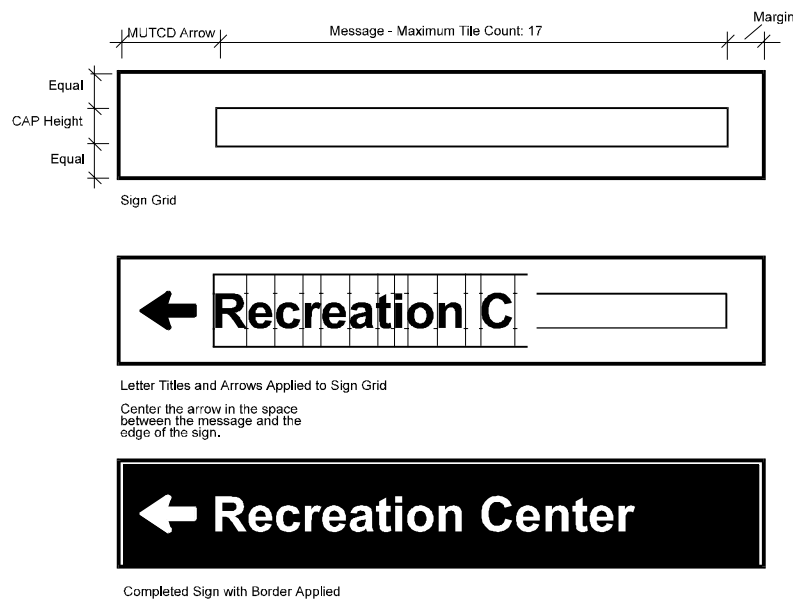 Margin
MUTCD Arrow
Message - Maximum Tile Count: 17
Equal
CAP Height
Equal
Sign Grid
Recreation C
Letter Titles and Arrows Applied to Sign Grid
Center the arrow in the space
between the message and the
edge of the sign.
Recreation Center
Completed Sign with Border Applied